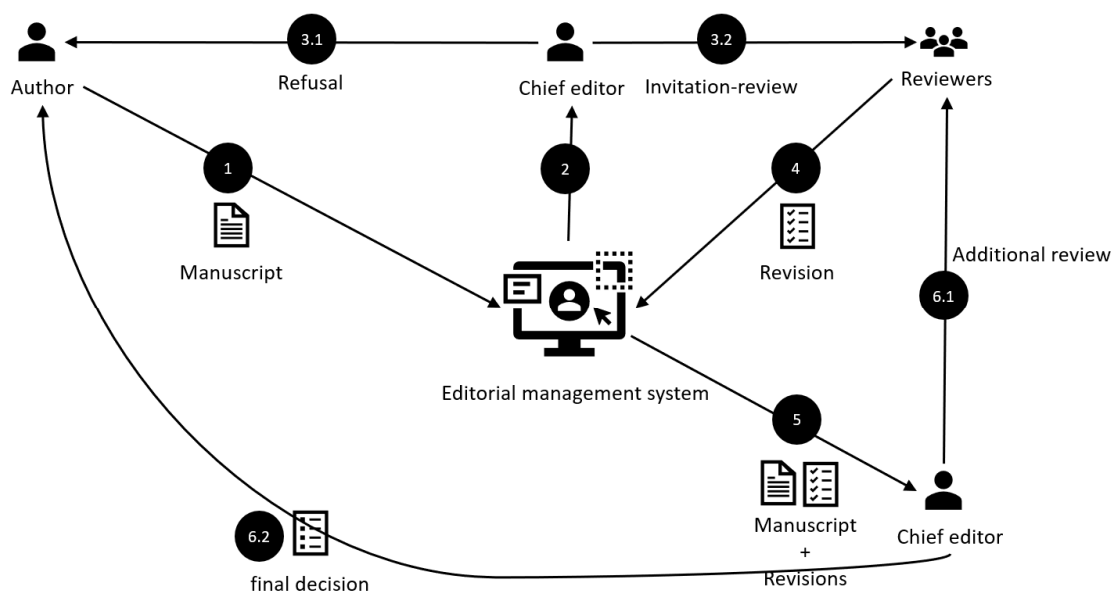 3.1
3.2
Author
Refusal
Chief editor
Invitation-review
Reviewers
1
2
4
Manuscript
Revision
Additional review
6.1
Editorial management system
5
Manuscript
+
Revisions
Chief editor
6.2
final decision